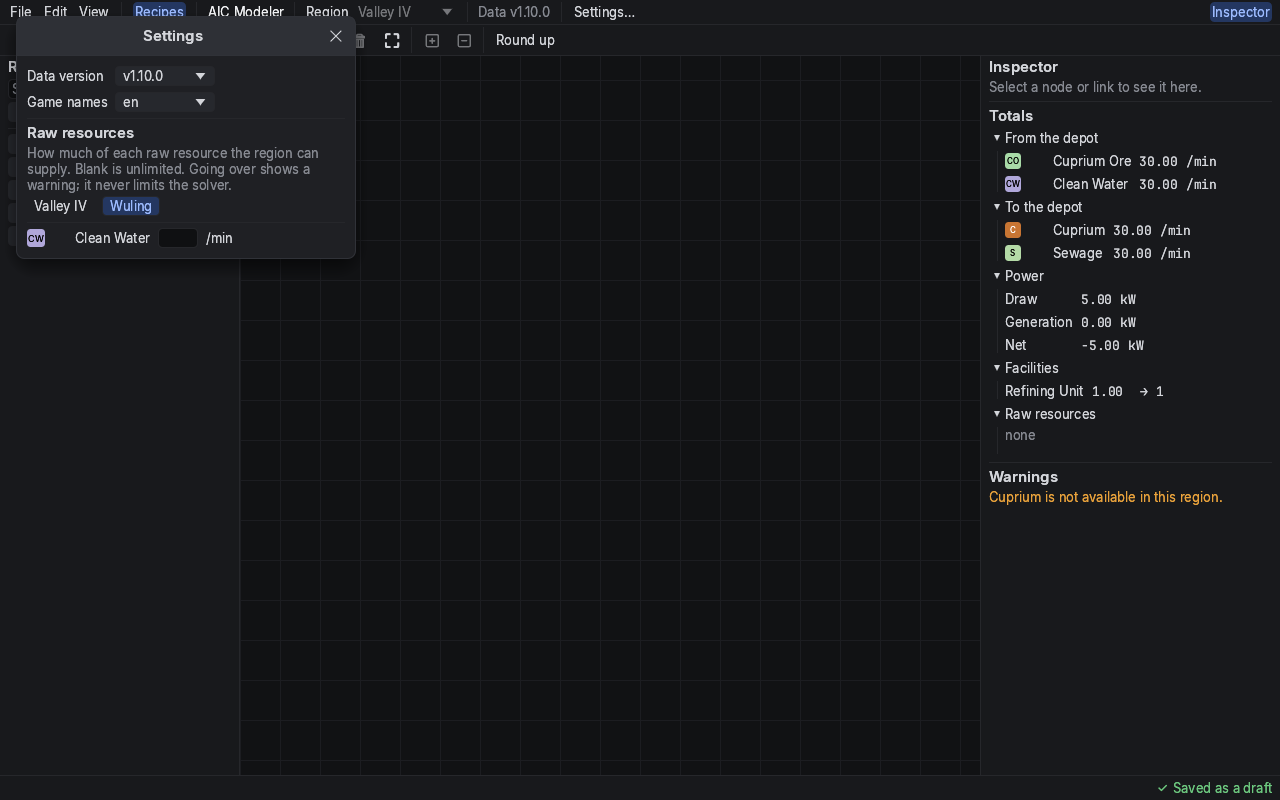 File Edit View Recipes AIC Modeler Region Valley IV Data v1.10.0 Settings... Inspector
Settings
Round up
Data version v1.10.0
Game names en
Raw resources
How much of each raw resource the region can
supply. Blank is unlimited. Going over shows a
warning; it never limits the solver.
Valley IV Wuling
CW Clean Water /min
Inspector
Select a node or link to see it here.
Totals
From the depot
CO Cuprium Ore 30.00 /min
CW Clean Water 30.00 /min
To the depot
C Cuprium 30.00 /min
S Sewage 30.00 /min
Power
Draw 5.00 kW
Generation 0.00 kW
Net -5.00 kW
Facilities
Refining Unit 1.00 → 1
Raw resources
none
Warnings
Cuprium is not available in this region.
✓ Saved as a draft